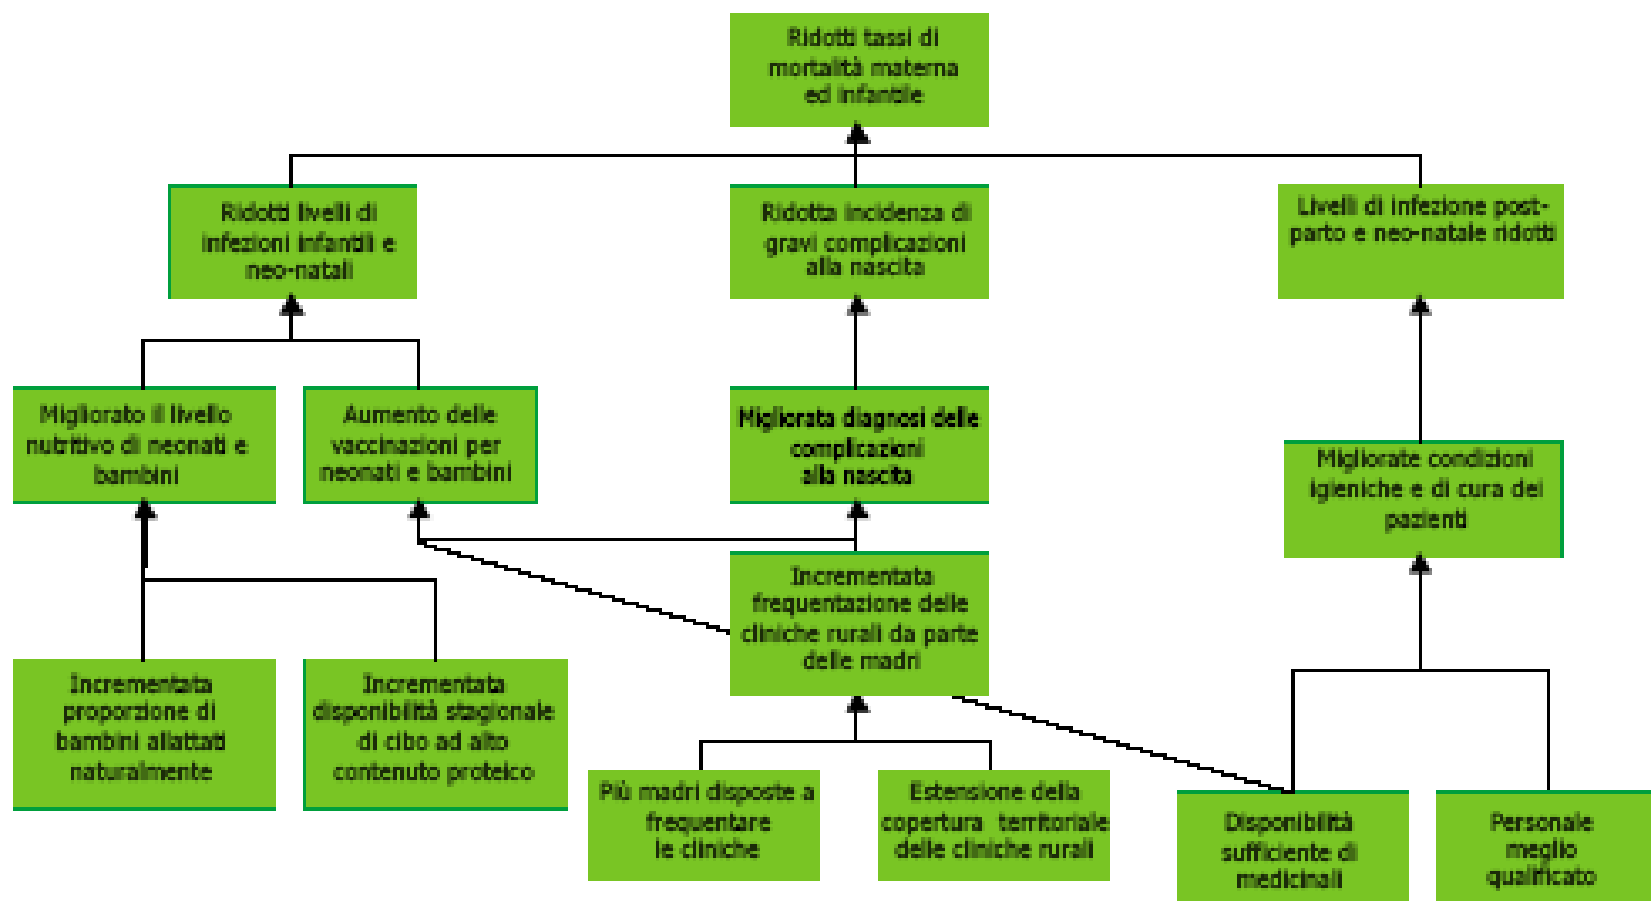 Ridotti tassi di
mortalità materna
ed infantile
Ridotti livelli di
infezioni infantili e
neo-natali
Ridotta incidenza di
gravi complicazioni
alla nascita
Livelli di infezione post-
parto e neo-natale ridotti
Migliorato il livello
nutritivo di neonati e
bambini
Aumento delle
vaccinazioni per
neonati e bambini
Migliorata diagnosi delle
complicazioni
alla nascita
Migliorate condizioni
igieniche e di cura dei
pazienti
Incrementata
frequentazione delle
cliniche rurali da parte
delle madri
Incrementata
proporzione di
bambini allattati
naturalmente
Incrementata
disponibilità stagionale
di cibo ad alto
contenuto proteico
Più madri disposte a
frequentare
le cliniche
Estensione della
copertura territoriale
delle cliniche rurali
Disponibilità
sufficiente di
medicinali
Personale
meglio
qualificato